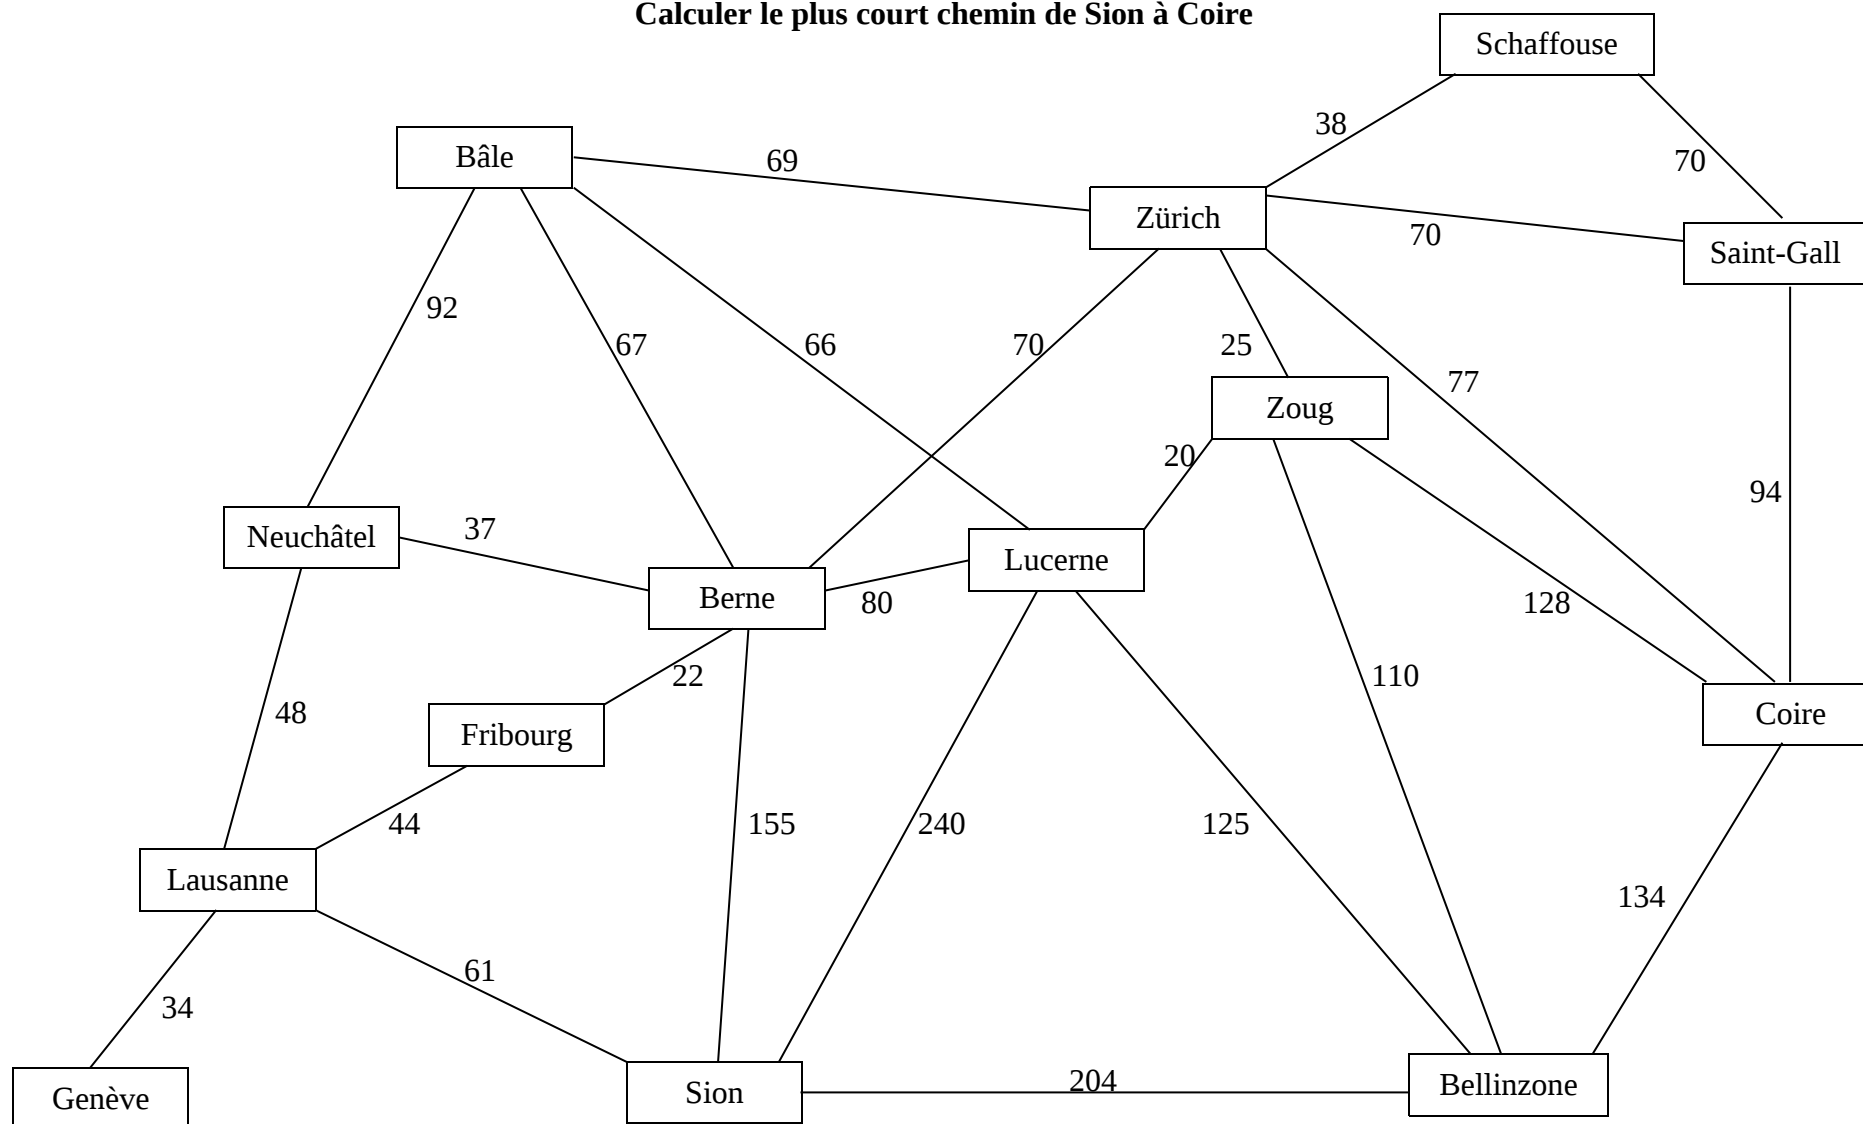 Calculer le plus court chemin de Sion à Coire
Schaffouse
38
Bâle
69
70
Zürich
70
Saint-Gall
92
67
66
70
25
77
Zoug
20
94
Neuchâtel
37
Lucerne
Berne
80
128
22
110
48
Fribourg
Coire
44
155
240
125
Lausanne
134
61
34
204
Genève
Sion
Bellinzone